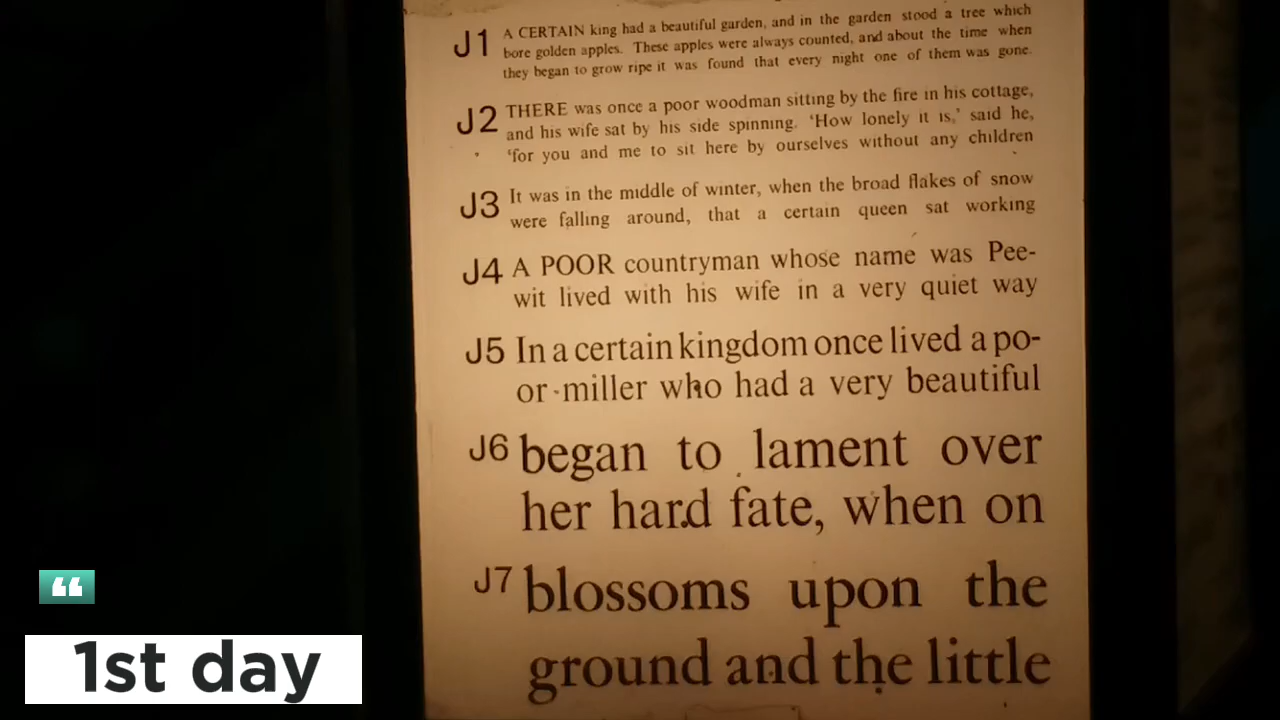 J1 A CERTAIN king had a beautiful garden, and in the garden stood a tree which
bore golden apples. These apples were always counted, and about the time when
they began to grow ripe it was found that every night one of them was gone.
J2 THERE was once a poor woodman sitting by the fire in his cottage,
and his wife sat by his side spinning. ‘How lonely it is,’ said he,
‘for you and me to sit here by ourselves without any children
J3 It was in the middle of winter, when the broad flakes of snow
were falling around, that a certain queen sat working
J4 A POOR countryman whose name was Pee-
wit lived with his wife in a very quiet way
J5 In a certain kingdom once lived a po-
or miller who had a very beautiful
J6 began to lament over
her hard fate, when on
J7 blossoms upon the
ground and the little
“
1st day